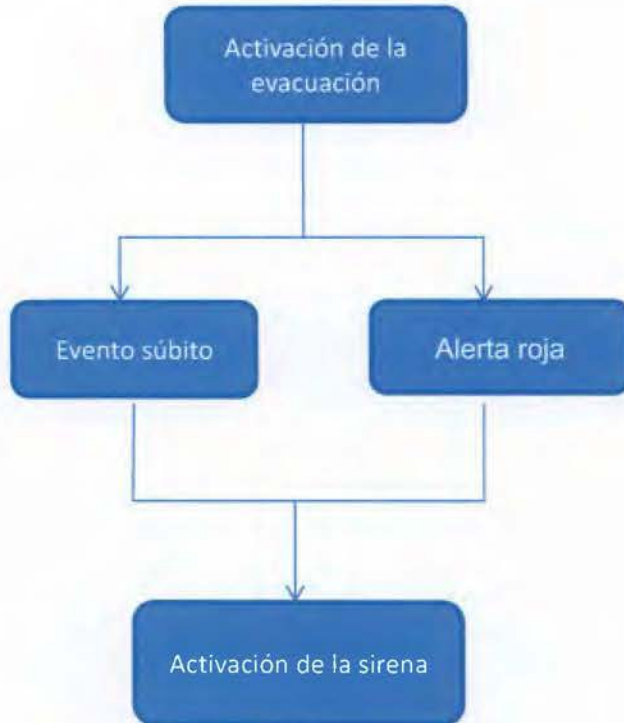 Activación de la
evacuación
Evento súbito
Alerta roja
Activación de la sirena